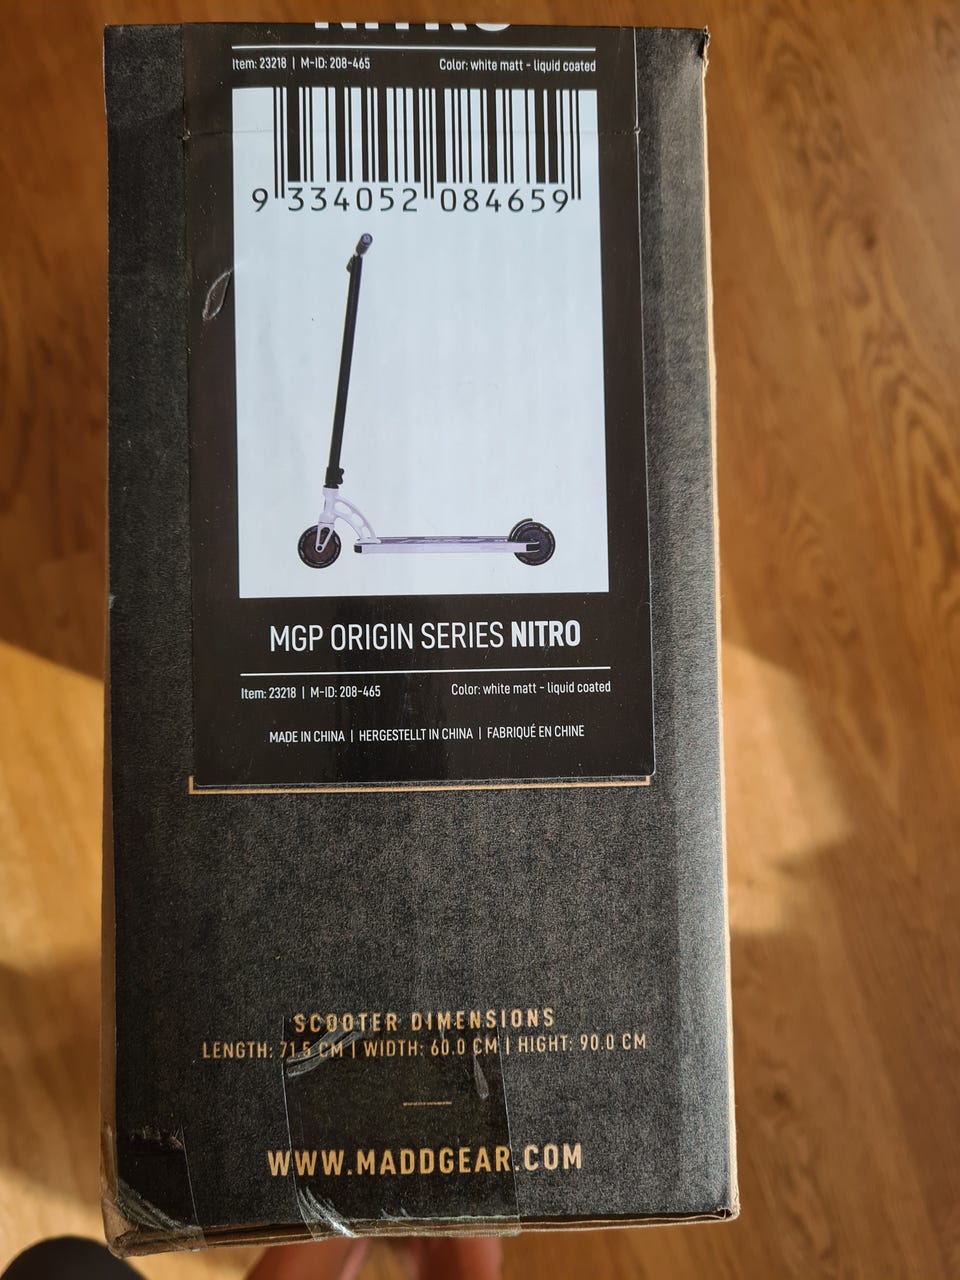 NITRO
Item: 23218 | M-ID: 208-465 Color: white matt - liquid coated
9 334052 084659
MGP ORIGIN SERIES NITRO
Item: 23218 | M-ID: 208-465 Color: white matt - liquid coated
MADE IN CHINA | HERGESTELLT IN CHINA | FABRIQUÉ EN CHINE
SCOOTER DIMENSIONS
LENGTH: 71.5 CM | WIDTH: 60.0 CM | HIGHT: 90.0 CM
WWW.MADDGEAR.COM